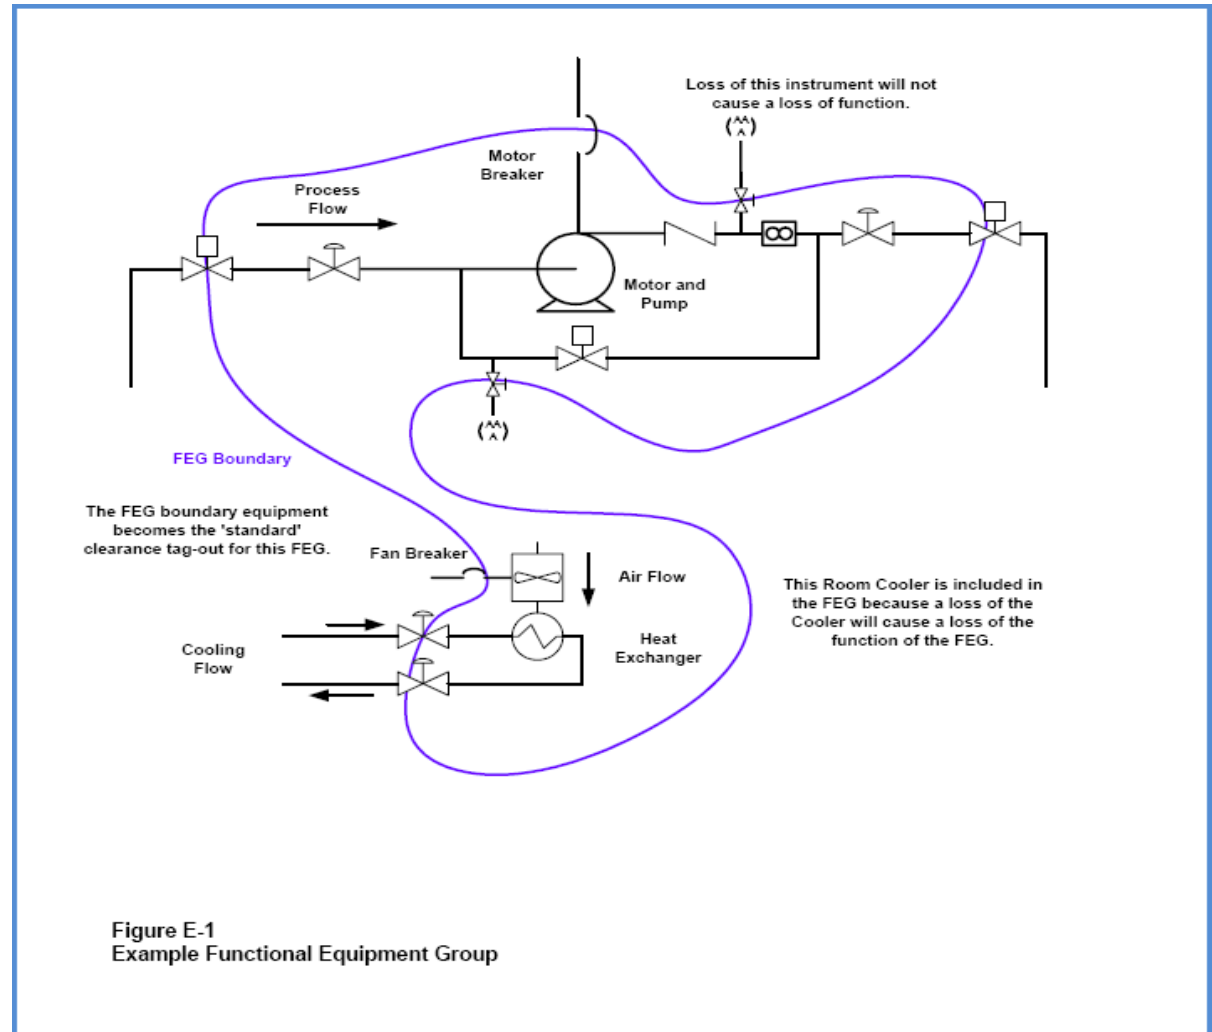 Loss of this instrument will not
cause a loss of function.
Motor
Breaker
Process
Flow
Motor and
Pump
FEG Boundary
The FEG boundary equipment
becomes the 'standard'
clearance tag-out for this FEG.
Fan Breaker
Air Flow
This Room Cooler is included in
the FEG because a loss of the
Cooler will cause a loss of the
function of the FEG.
Cooling
Flow
Heat
Exchanger
Figure E-1
Example Functional Equipment Group